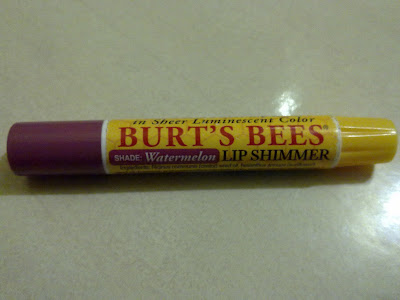 in Sheer Luminescent Color
BURT'S BEES®
SHADE: Watermelon LIP SHIMMER